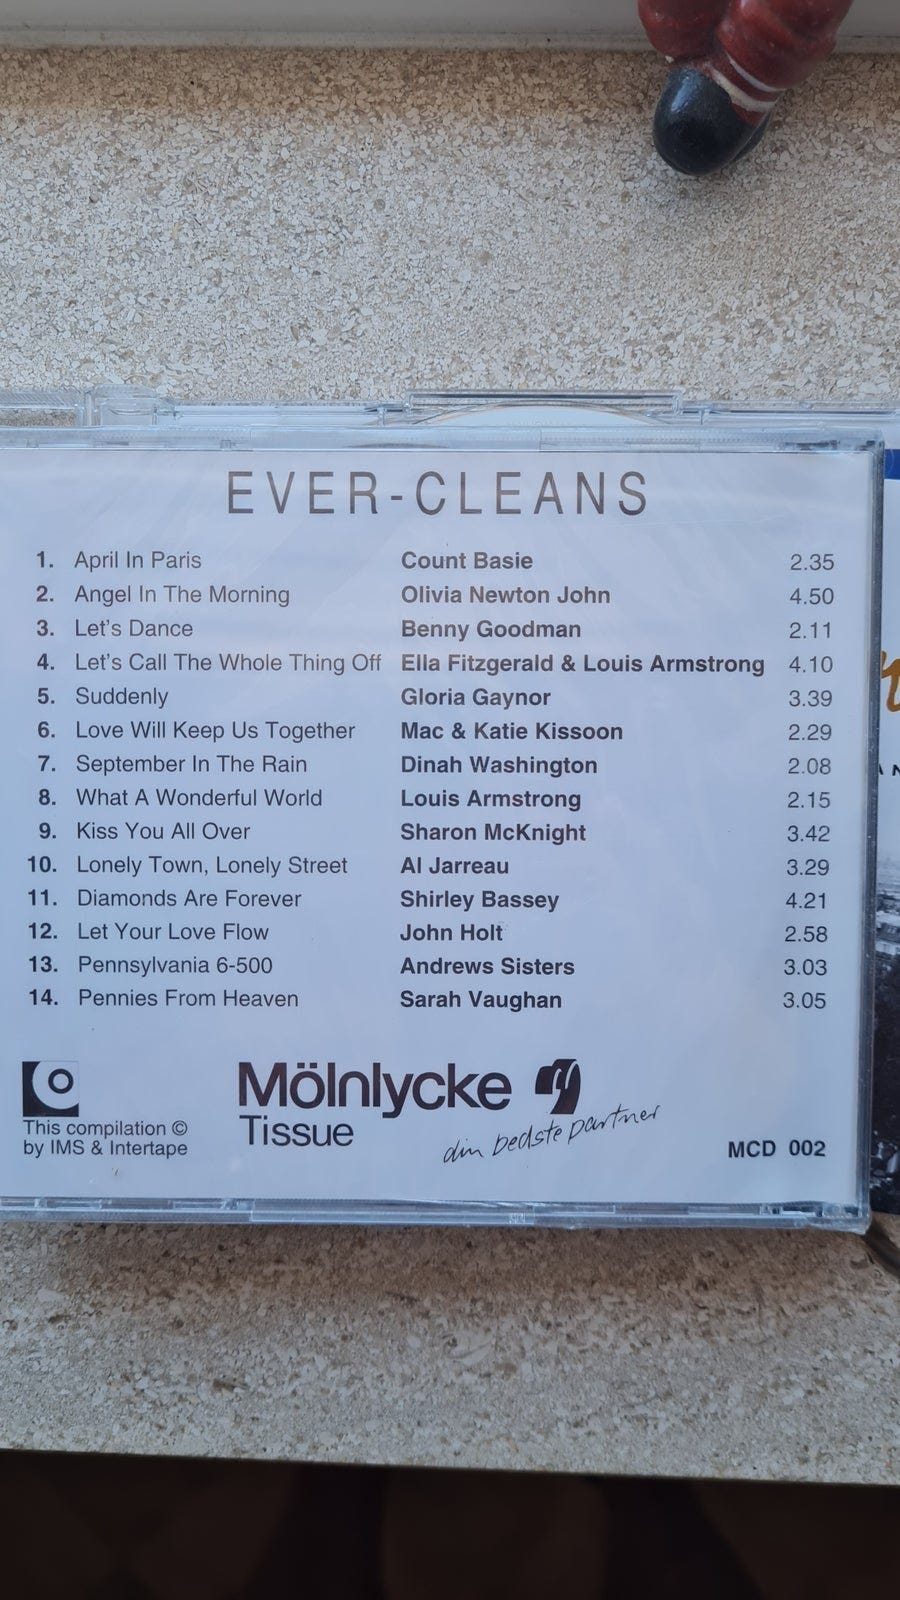 EVER-CLEANS
1. April In Paris Count Basie 2.35
2. Angel In The Morning Olivia Newton John 4.50
3. Let's Dance Benny Goodman 2.11
4. Let's Call The Whole Thing Off Ella Fitzgerald & Louis Armstrong 4.10
5. Suddenly Gloria Gaynor 3.39
6. Love Will Keep Us Together Mac & Katie Kissoon 2.29
7. September In The Rain Dinah Washington 2.08
8. What A Wonderful World Louis Armstrong 2.15
9. Kiss You All Over Sharon McKnight 3.42
10. Lonely Town, Lonely Street Al Jarreau 3.29
11. Diamonds Are Forever Shirley Bassey 4.21
12. Let Your Love Flow John Holt 2.58
13. Pennsylvania 6-500 Andrews Sisters 3.03
14. Pennies From Heaven Sarah Vaughan 3.05
This compilation ©
by IMS & Intertape
Mölnlycke
Tissue
din bedste partner
MCD 002